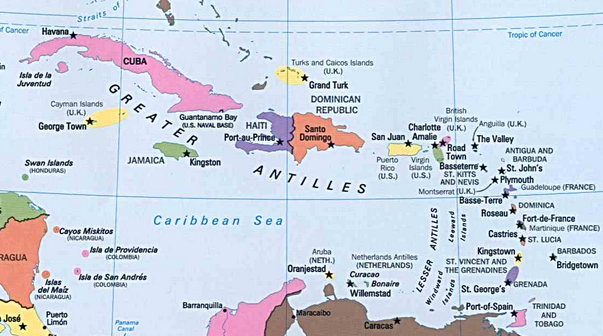 Straits of
of Cancer
Havana
Tropic of Cancer
CUBA
Isla de la
Juventud
Turks and Caicos Islands
(U.K.)
Grand Turk
Cayman Islands
(U.K.)
George Town
GREATER
ANTILLES
Guantanamo Bay
(U.S. NAVAL BASE)
DOMINICAN
REPUBLIC
HAITI
Port-au-Prince
Santo
Domingo
JAMAICA
Kingston
San Juan
Puerto
Rico
(U.S.)
Charlotte
Amalie
Virgin
Islands
(U.S.)
British
Virgin Islands
(U.K.)
Road
Town
Anguilla (U.K.)
The Valley
ANTIGUA AND
BARBUDA
St. John's
Basseterre
ST. KITTS
AND NEVIS
Plymouth
Montserrat (U.K.)
Guadeloupe (FRANCE)
Basse-Terre
DOMINICA
Roseau
Fort-de-France
Martinique (FRANCE)
Castries
ST. LUCIA
Kingstown
BARBADOS
Bridgetown
ST. VINCENT AND
THE GRENADINES
GRENADA
St. George's
Port-of-Spain
TRINIDAD
AND
TOBAGO
LESSER ANTILLES
Leeward
Islands
Windward
Islands
Swan Islands
(HONDURAS)
Caribbean Sea
Cayos Miskitos
(NICARAGUA)
Isla de Providencia
(COLOMBIA)
Isla de San Andrés
(COLOMBIA)
RAGUA
Islas
del Maíz
(NICARAGUA)
José
Puerto
Limón
Panama
Canal
Aruba
(NETH.)
Oranjestad
Netherlands Antilles
(NETHERLANDS)
Curacao
Bonaire
Willemstad
Barranquilla
Maracaibo
Caracas